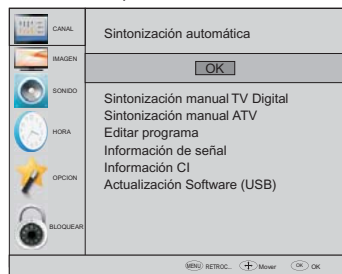 CANAL
Sintonización automática
IMAGEN
OK
SONIDO
Sintonización manual TV Digital
Sintonización manual ATV
HORA
Editar programa
Información de señal
Información CI
OPCION
Actualización Software (USB)
BLOQUEAR
MENU RETROC... Mover OK OK